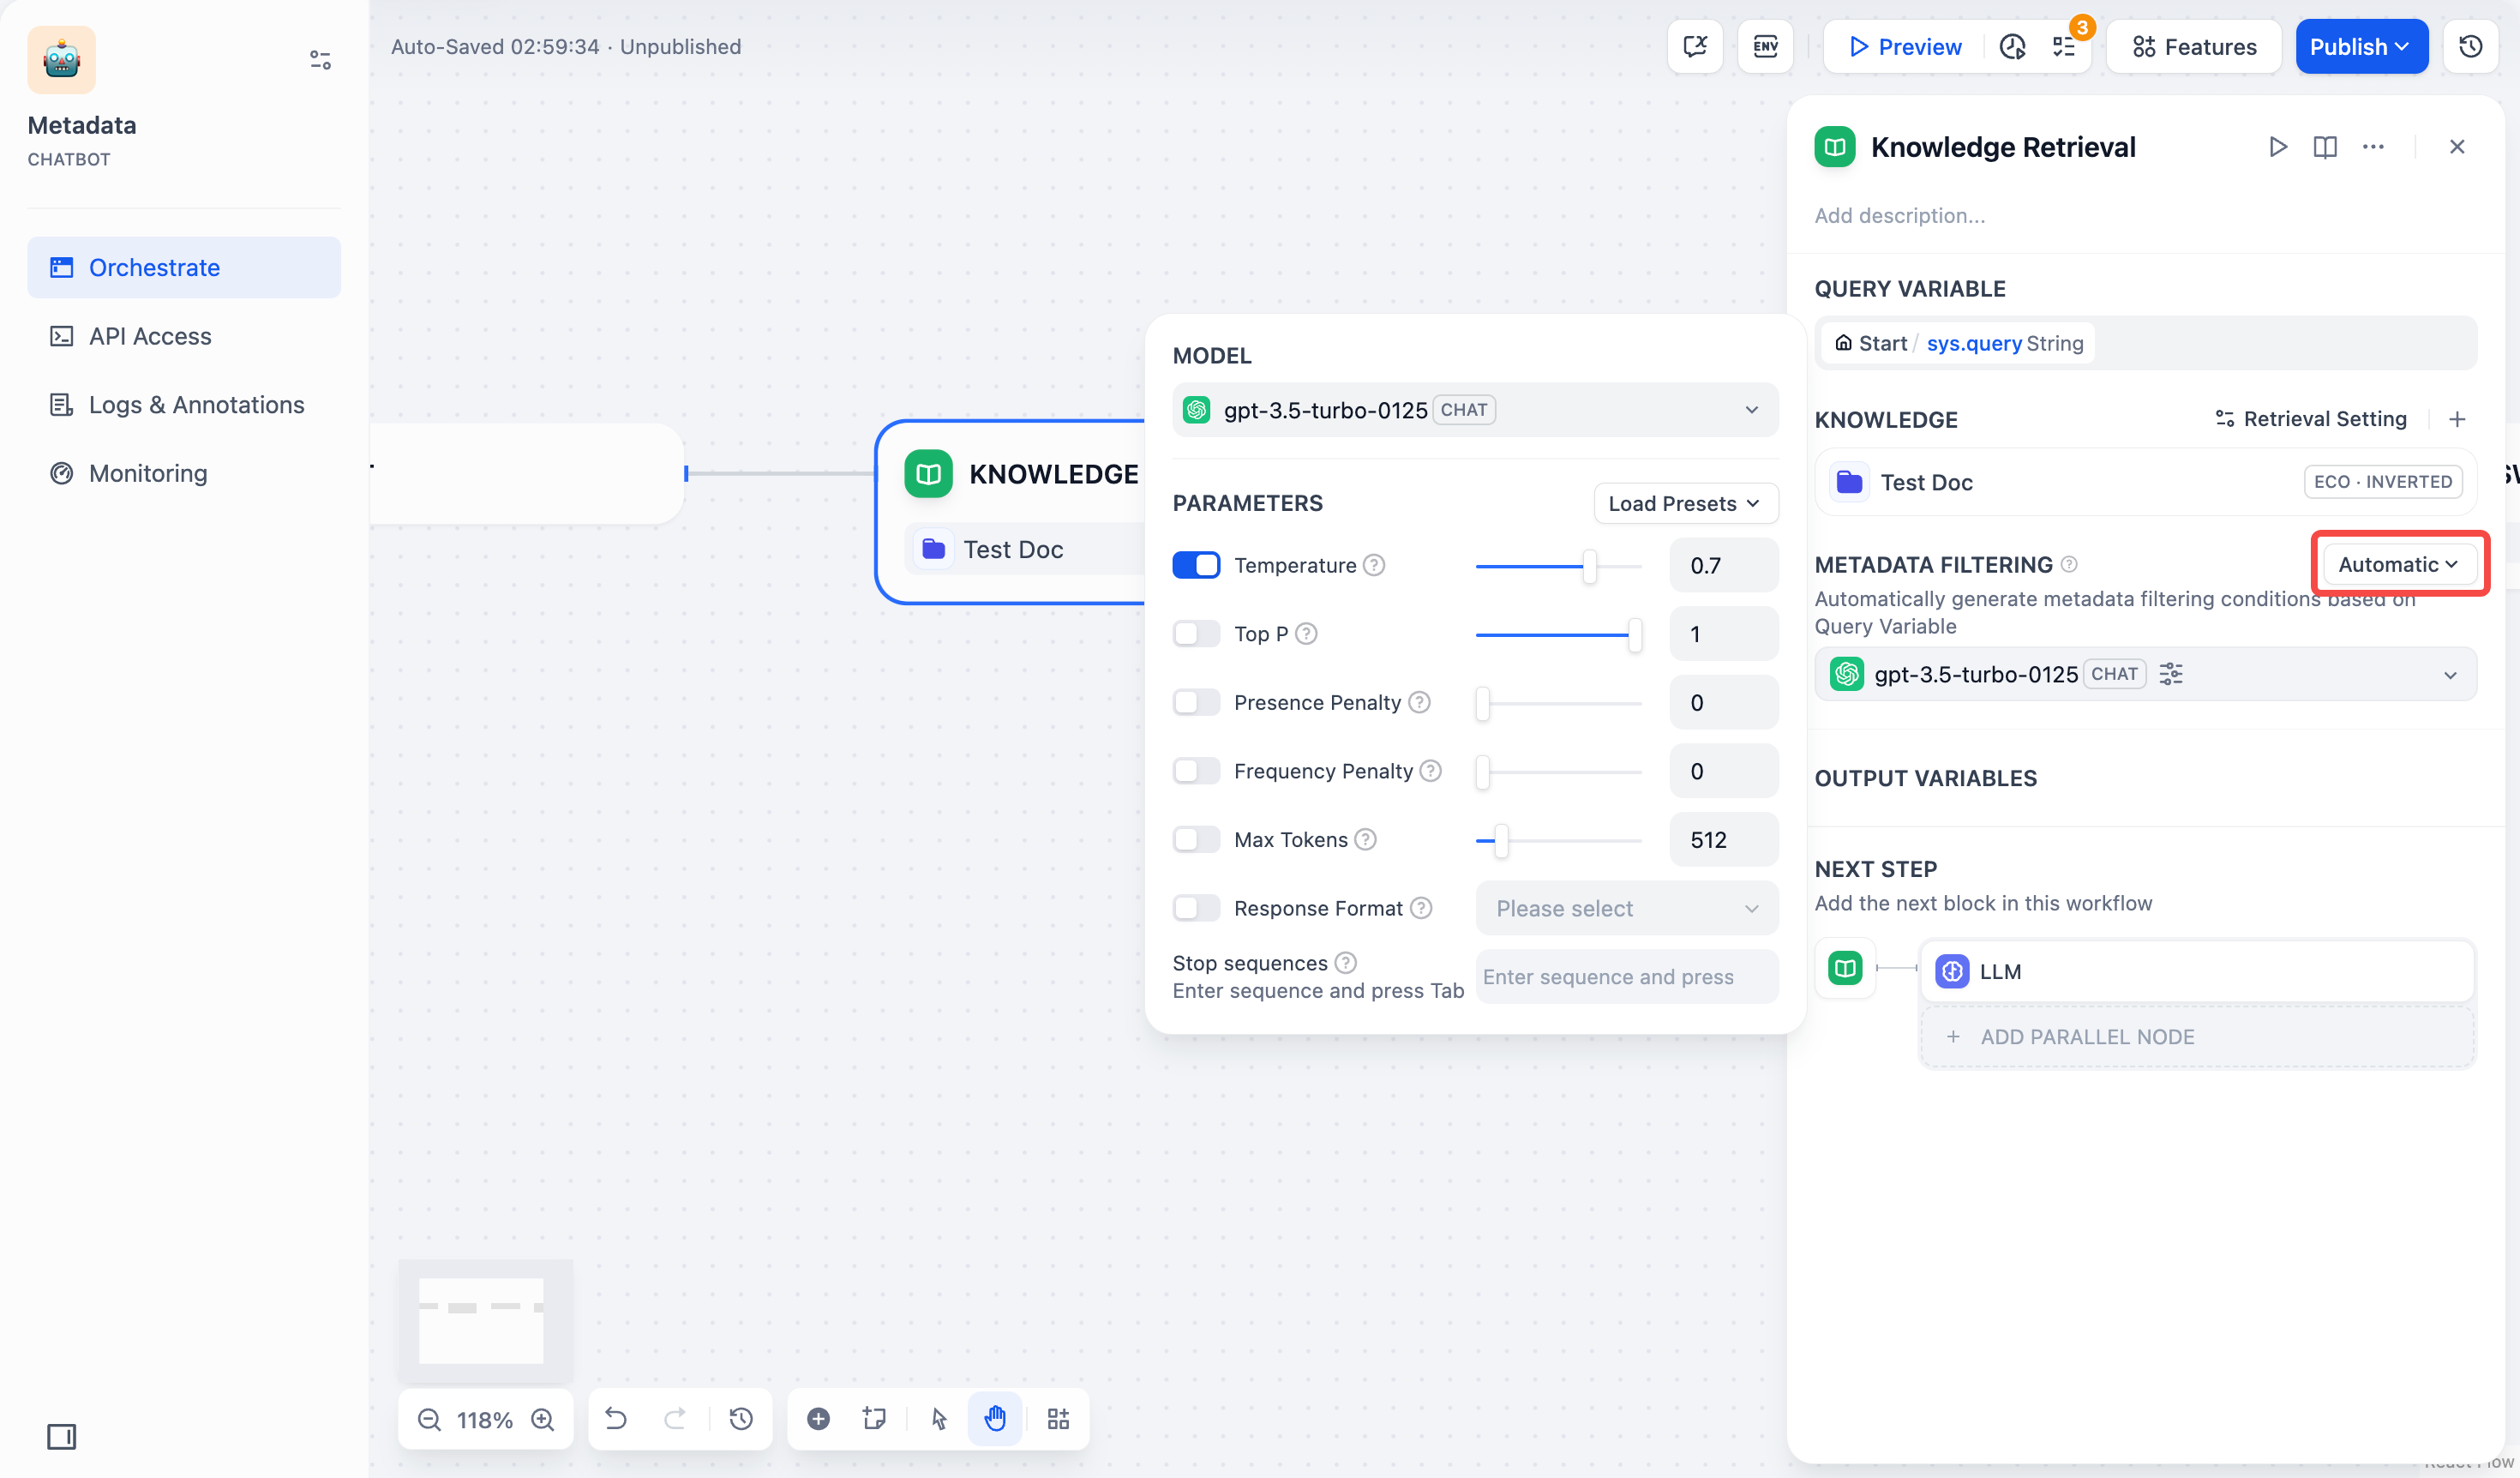 Metadata
CHATBOT
Orchestrate
API Access
Logs & Annotations
Monitoring
Auto-Saved 02:59:34 · Unpublished
ENV
Preview
3
Features
Publish
KNOWLEDGE
Test Doc
118%
MODEL
gpt-3.5-turbo-0125 CHAT
PARAMETERS
Load Presets
Temperature
0.7
Top P
1
Presence Penalty
0
Frequency Penalty
0
Max Tokens
512
Response Format
Please select
Stop sequences
Enter sequence and press Tab
Enter sequence and press
Knowledge Retrieval
Add description...
QUERY VARIABLE
Start / sys.query String
KNOWLEDGE
Retrieval Setting
Test Doc
ECO · INVERTED
METADATA FILTERING
Automatic
Automatically generate metadata filtering conditions based on
Query Variable
gpt-3.5-turbo-0125 CHAT
OUTPUT VARIABLES
NEXT STEP
Add the next block in this workflow
LLM
+ ADD PARALLEL NODE